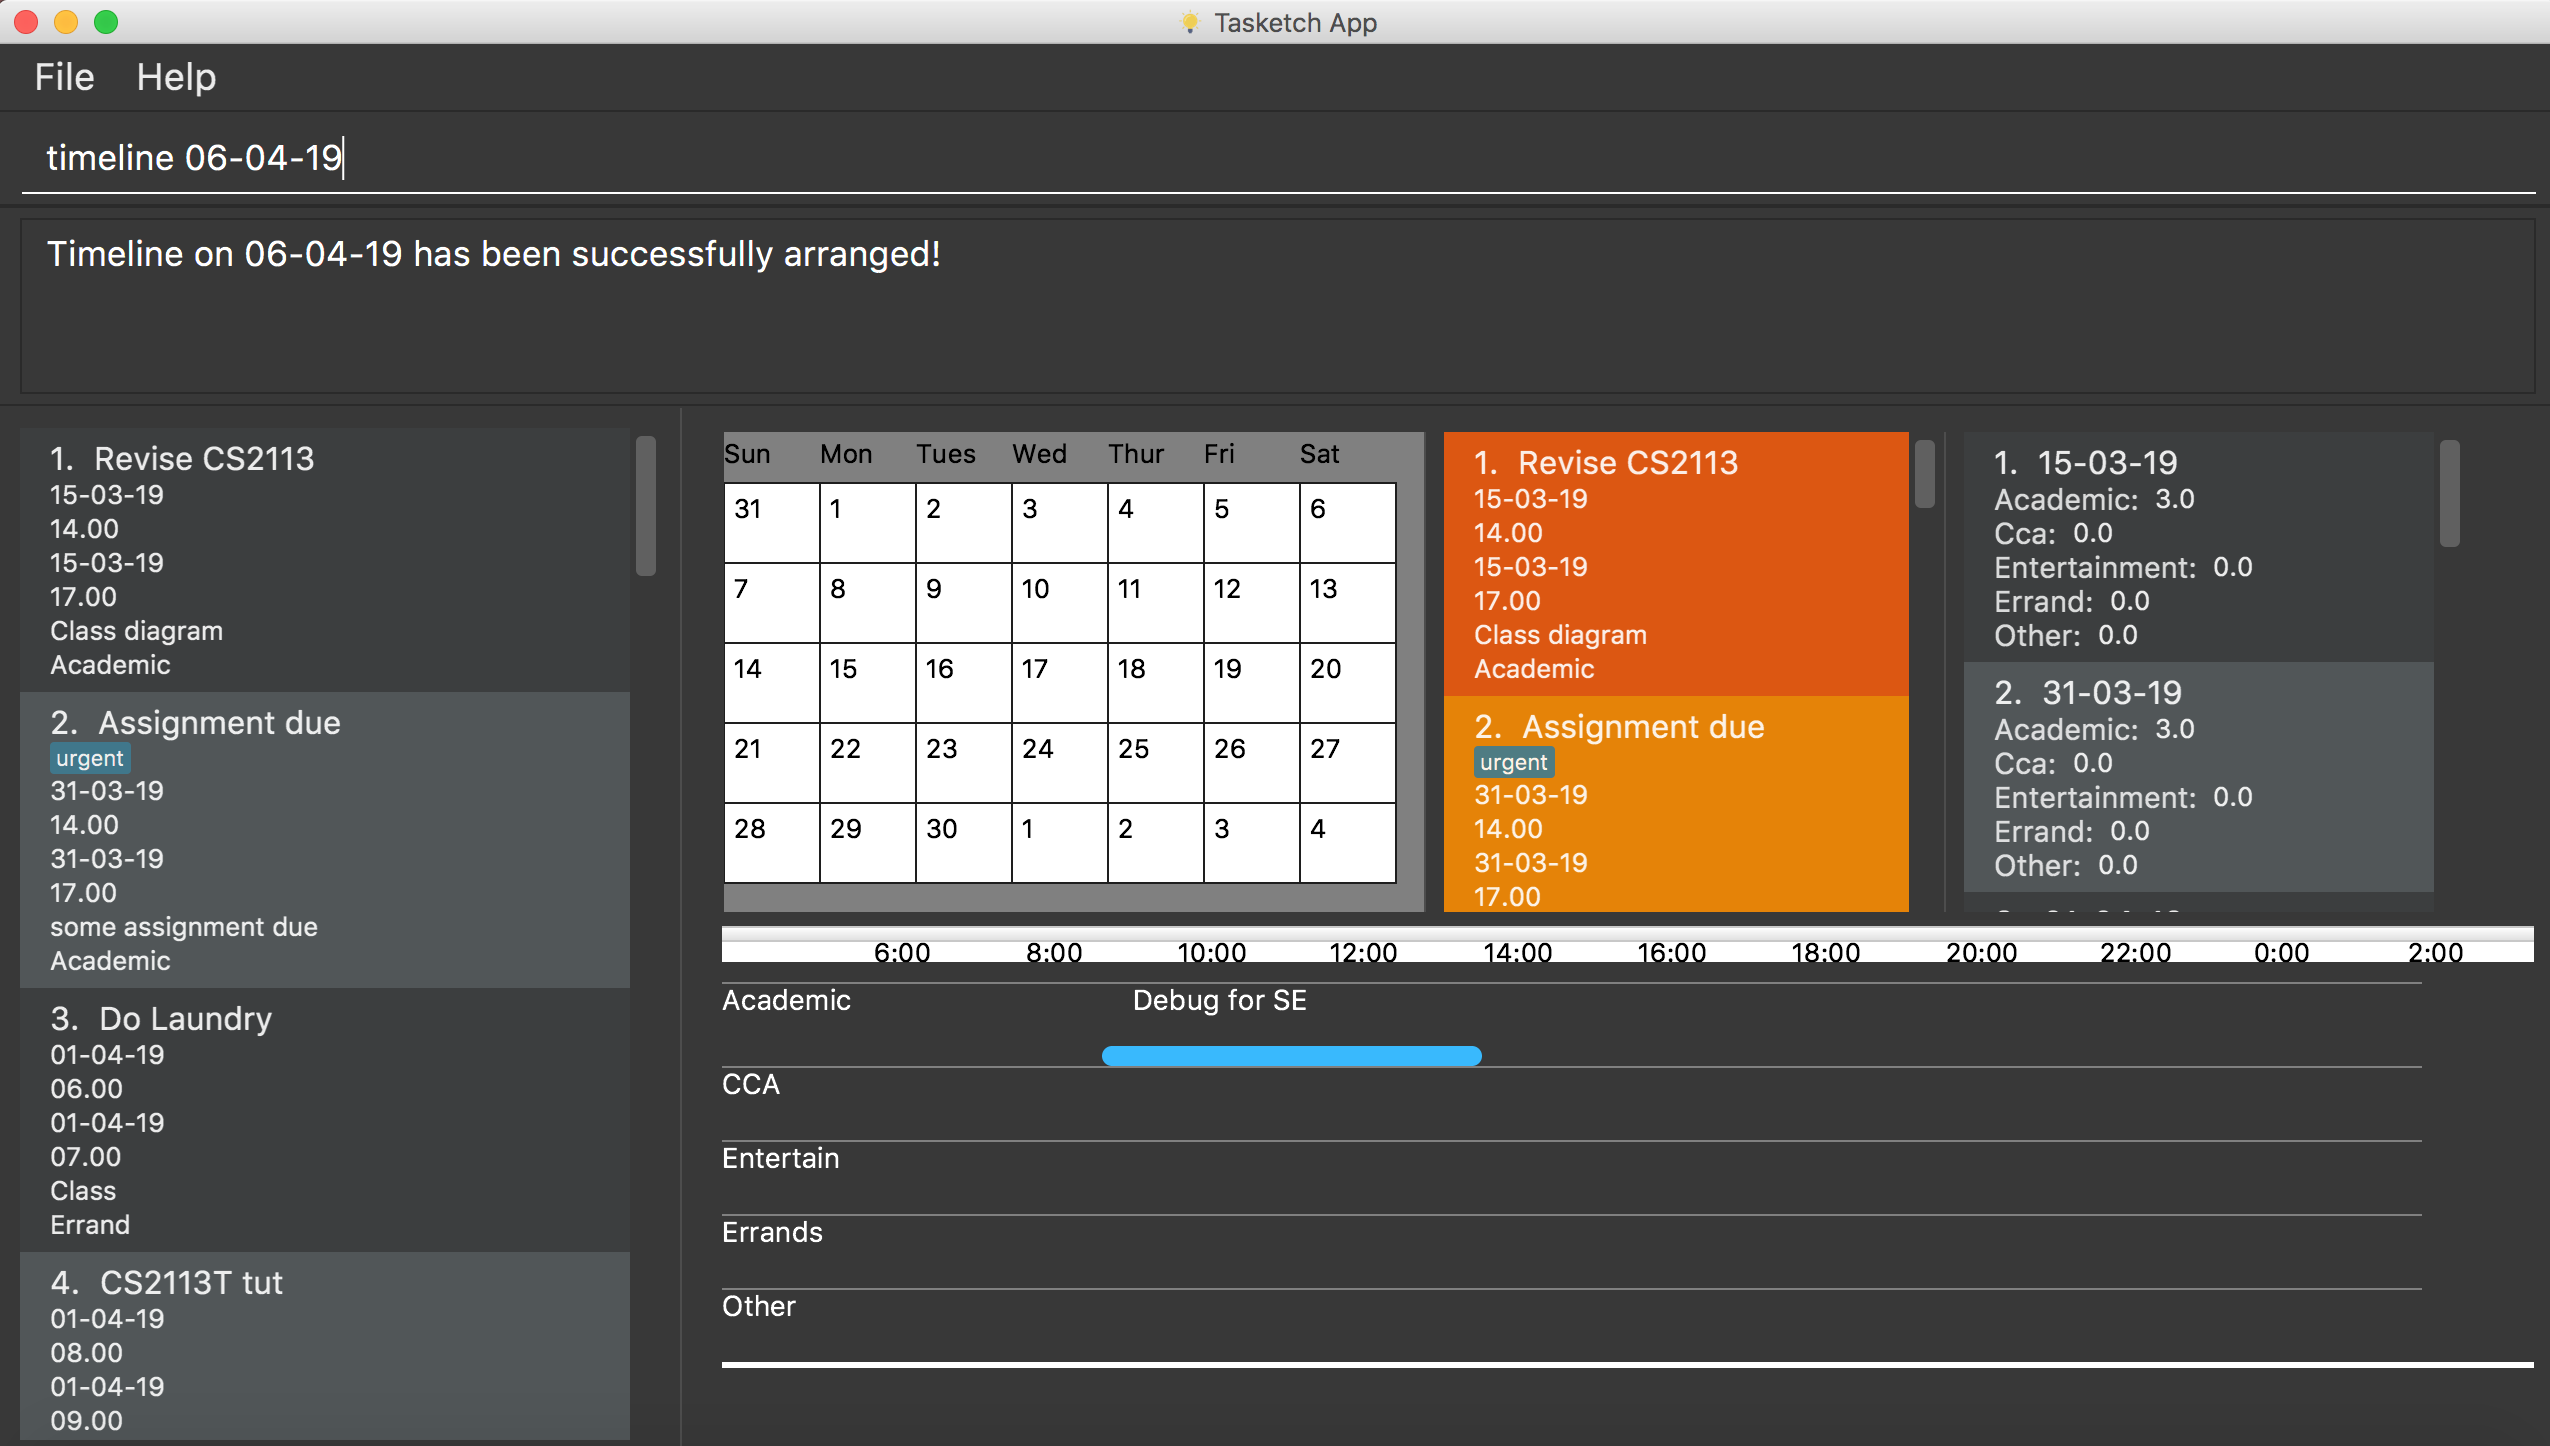 Tasketch App
File Help
timeline 06-04-19
Timeline on 06-04-19 has been successfully arranged!
1. Revise CS2113
15-03-19
14.00
15-03-19
17.00
Class diagram
Academic
2. Assignment due
urgent
31-03-19
14.00
31-03-19
17.00
some assignment due
Academic
3. Do Laundry
01-04-19
06.00
01-04-19
07.00
Class
Errand
4. CS2113T tut
01-04-19
08.00
01-04-19
09.00
Sun Mon Tues Wed Thur Fri Sat
31 1 2 3 4 5 6
7 8 9 10 11 12 13
14 15 16 17 18 19 20
21 22 23 24 25 26 27
28 29 30 1 2 3 4
1. Revise CS2113
15-03-19
14.00
15-03-19
17.00
Class diagram
Academic
2. Assignment due
urgent
31-03-19
14.00
31-03-19
17.00
1. 15-03-19
Academic: 3.0
Cca: 0.0
Entertainment: 0.0
Errand: 0.0
Other: 0.0
2. 31-03-19
Academic: 3.0
Cca: 0.0
Entertainment: 0.0
Errand: 0.0
Other: 0.0
6:00 8:00 10:00 12:00 14:00 16:00 18:00 20:00 22:00 0:00 2:00
Academic Debug for SE
CCA
Entertain
Errands
Other